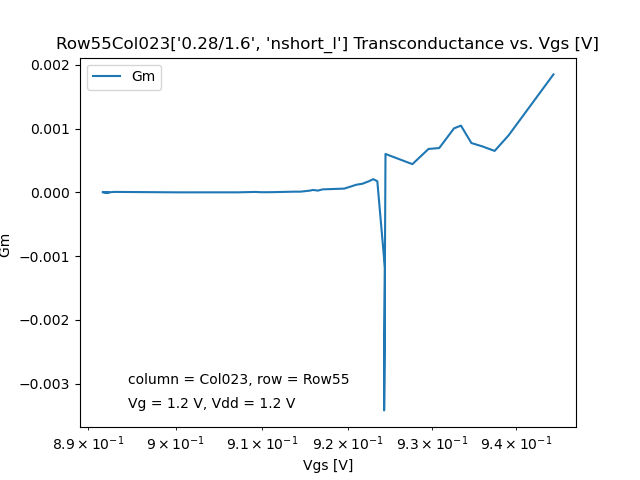 Row55Col023['0.28/1.6', 'nshort_l'] Transconductance vs. Vgs [V]
Gm
0.002
0.001
0.000
−0.001
−0.002
−0.003
Gm
column = Col023, row = Row55
Vg = 1.2 V, Vdd = 1.2 V
8.9 × 10⁻¹ 9 × 10⁻¹ 9.1 × 10⁻¹ 9.2 × 10⁻¹ 9.3 × 10⁻¹ 9.4 × 10⁻¹
Vgs [V]